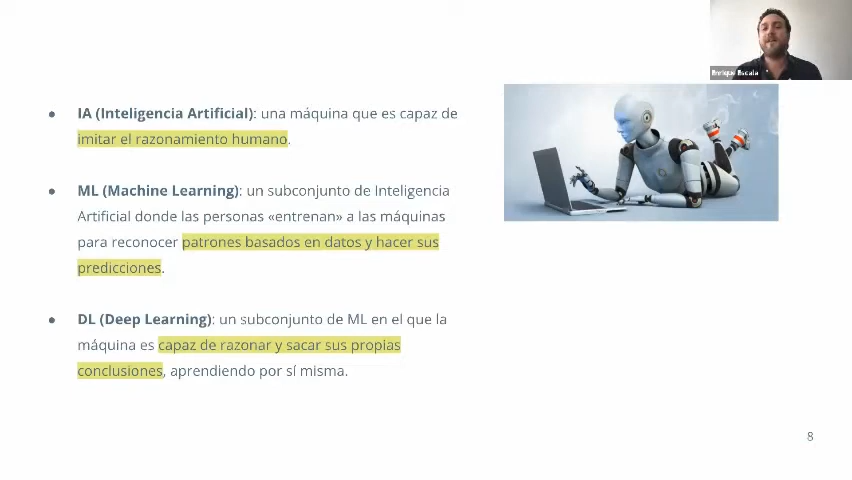 Enrique Escala
● IA (Inteligencia Artificial): una máquina que es capaz de
imitar el razonamiento humano.
● ML (Machine Learning): un subconjunto de Inteligencia
Artificial donde las personas «entrenan» a las máquinas
para reconocer patrones basados en datos y hacer sus
predicciones.
● DL (Deep Learning): un subconjunto de ML en el que la
máquina es capaz de razonar y sacar sus propias
conclusiones, aprendiendo por sí misma.
8